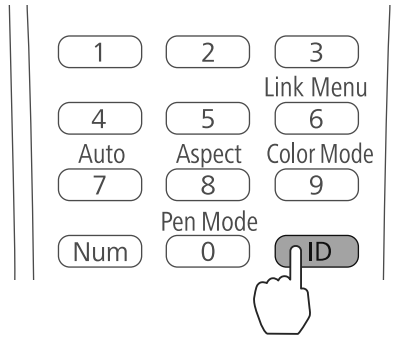 1 2 3
Link Menu
4 5 6
Auto Aspect Color Mode
7 8 9
Pen Mode
Num 0 ID